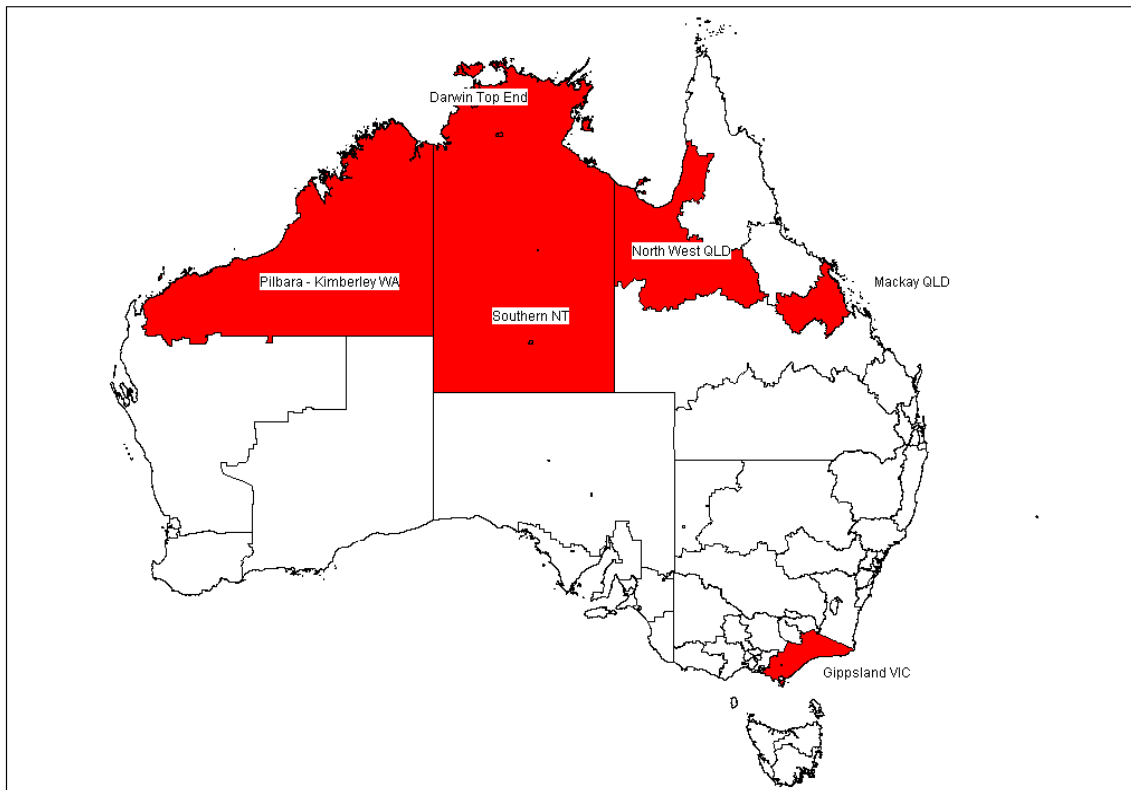 Darwin Top End
North West QLD
Pilbara - Kimberley WA
Mackay QLD
Southern NT
Gippsland VIC